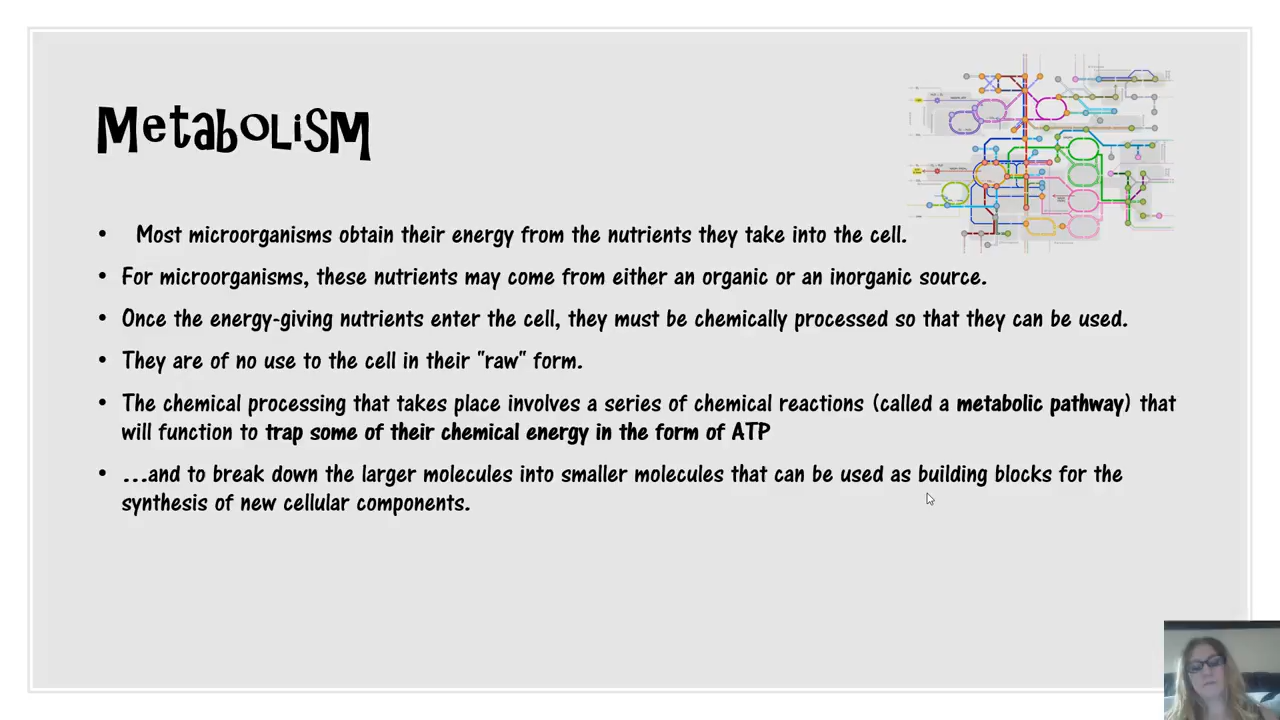 Metabolism
• Most microorganisms obtain their energy from the nutrients they take into the cell.
• For microorganisms, these nutrients may come from either an organic or an inorganic source.
• Once the energy-giving nutrients enter the cell, they must be chemically processed so that they can be used.
• They are of no use to the cell in their "raw" form.
• The chemical processing that takes place involves a series of chemical reactions (called a metabolic pathway) that
will function to trap some of their chemical energy in the form of ATP
• ...and to break down the larger molecules into smaller molecules that can be used as building blocks for the
synthesis of new cellular components.